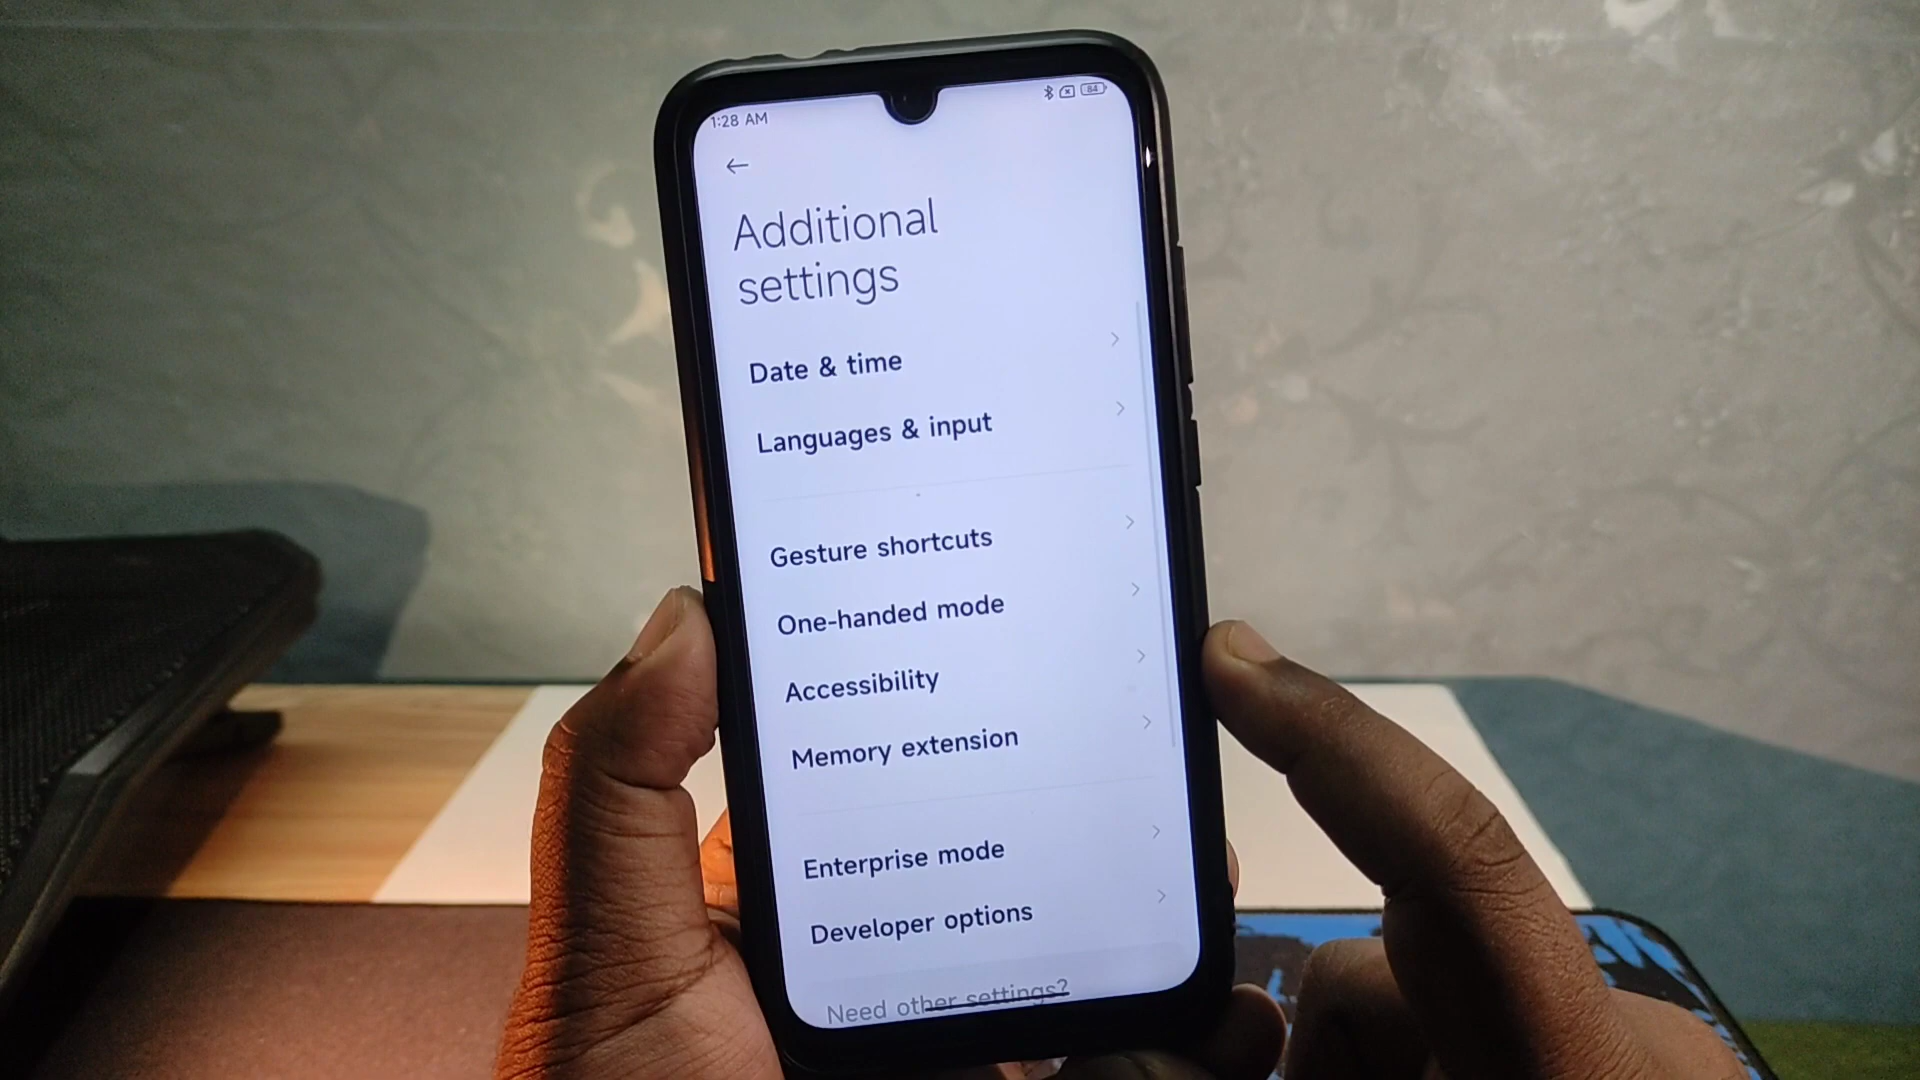 1:28 AM
84
Additional
settings
Date & time
Languages & input
Gesture shortcuts
One-handed mode
Accessibility
Memory extension
Enterprise mode
Developer options
Need other settings?